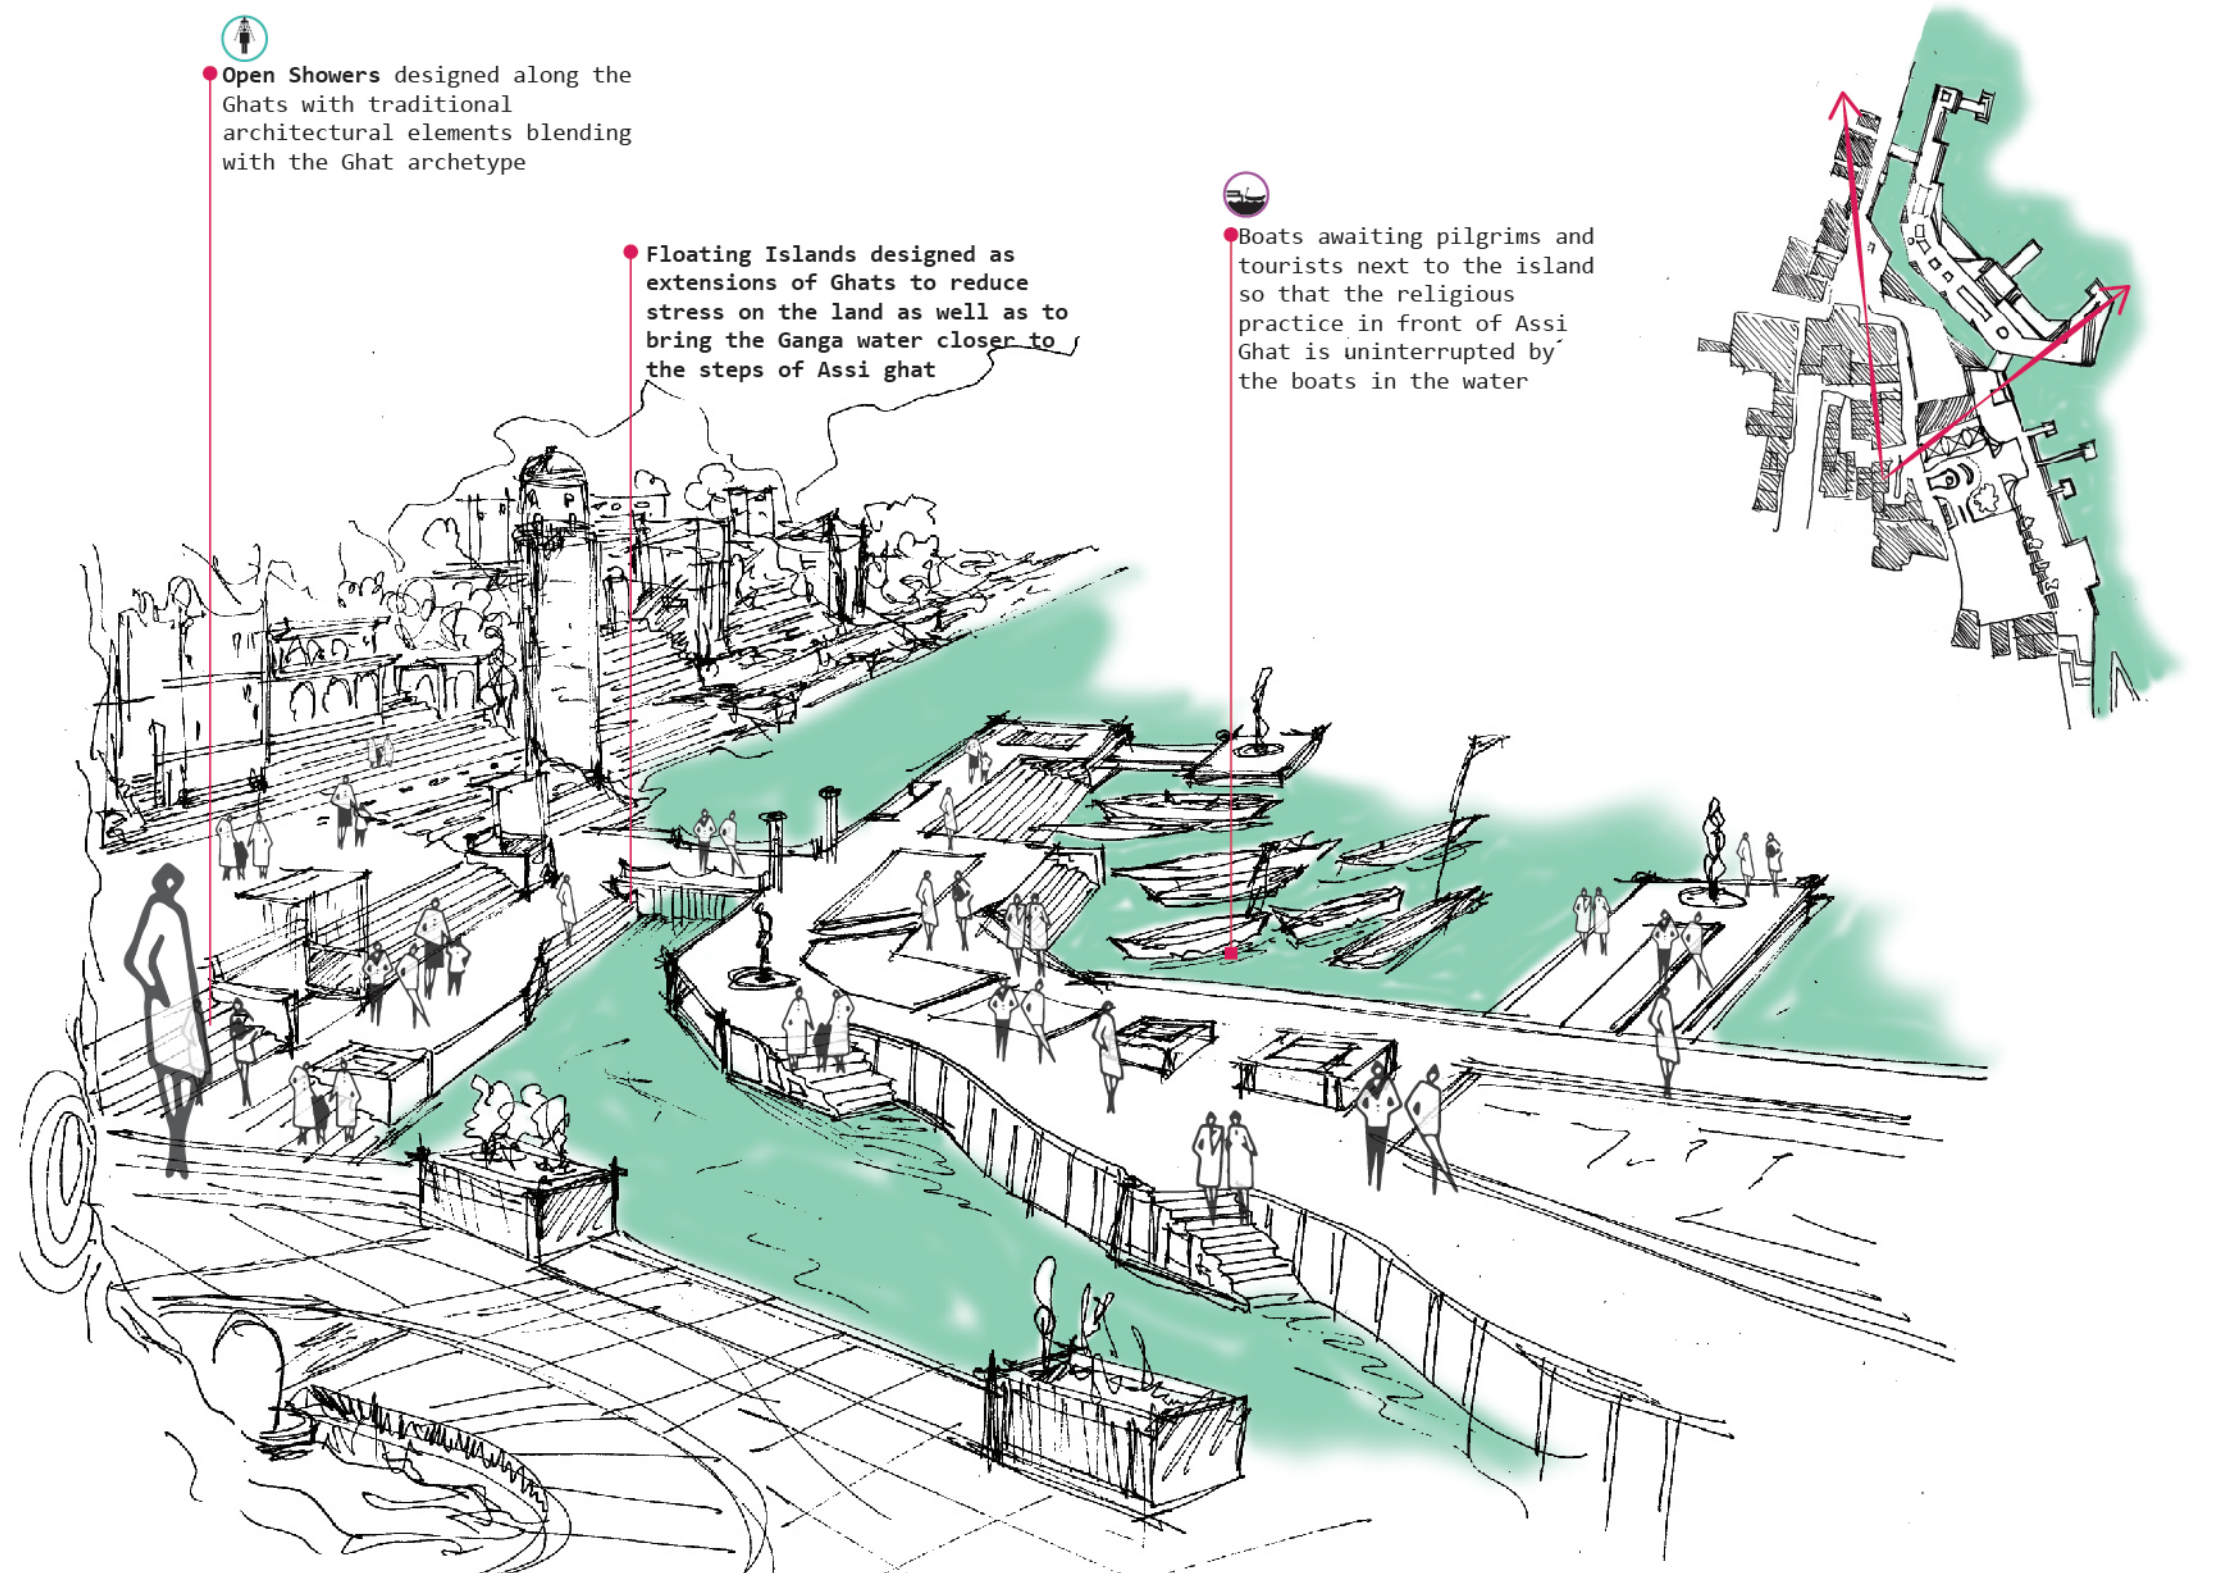 Open Showers designed along the
Ghats with traditional
architectural elements blending
with the Ghat archetype
Floating Islands designed as
extensions of Ghats to reduce
stress on the land as well as to
bring the Ganga water closer to
the steps of Assi ghat
Boats awaiting pilgrims and
tourists next to the island
so that the religious
practice in front of Assi
Ghat is uninterrupted by
the boats in the water